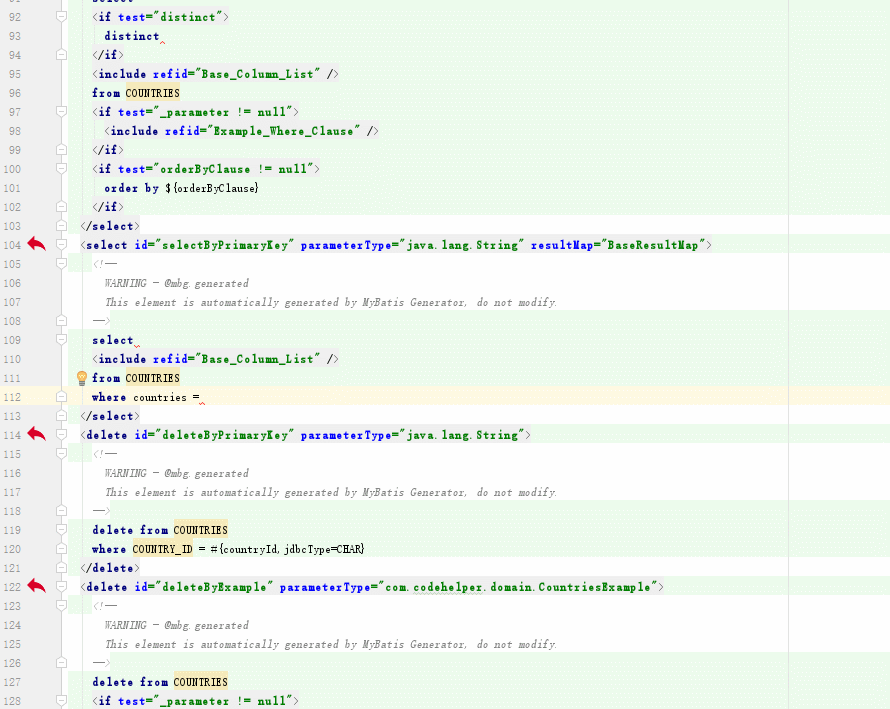 92 <if test="distinct">
93 distinct
94 </if>
95 <include refid="Base_Column_List" />
96 from COUNTRIES
97 <if test="_parameter != null">
98 <include refid="Example_Where_Clause" />
99 </if>
100 <if test="orderByClause != null">
101 order by ${orderByClause}
102 </if>
103 </select>
104 <select id="selectByPrimaryKey" parameterType="java.lang.String" resultMap="BaseResultMap">
105 <!--
106 WARNING - @mbg.generated
107 This element is automatically generated by MyBatis Generator, do not modify.
108 -->
109 select
110 <include refid="Base_Column_List" />
111 from COUNTRIES
112 where countries =
113 </select>
114 <delete id="deleteByPrimaryKey" parameterType="java.lang.String">
115 <!--
116 WARNING - @mbg.generated
117 This element is automatically generated by MyBatis Generator, do not modify.
118 -->
119 delete from COUNTRIES
120 where COUNTRY_ID = #{countryId,jdbcType=CHAR}
121 </delete>
122 <delete id="deleteByExample" parameterType="com.codehelper.domain.CountriesExample">
123 <!--
124 WARNING - @mbg.generated
125 This element is automatically generated by MyBatis Generator, do not modify.
126 -->
127 delete from COUNTRIES
128 <if test="_parameter != null">